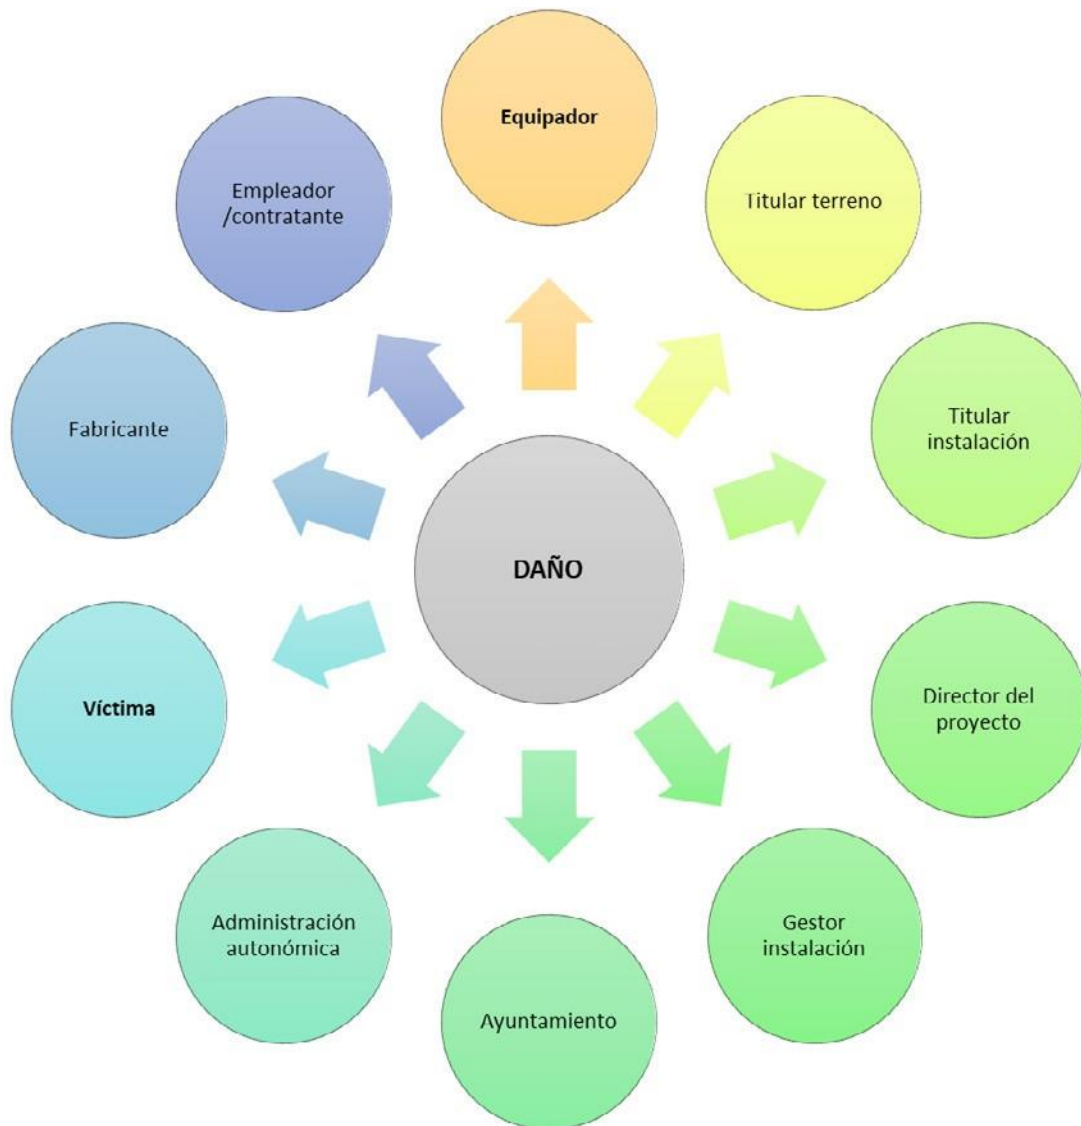 Equipador
Titular terreno
Titular
instalación
Director del
proyecto
Gestor
instalación
Ayuntamiento
Administración
autonómica
Víctima
Fabricante
Empleador
/contratante
DAÑO